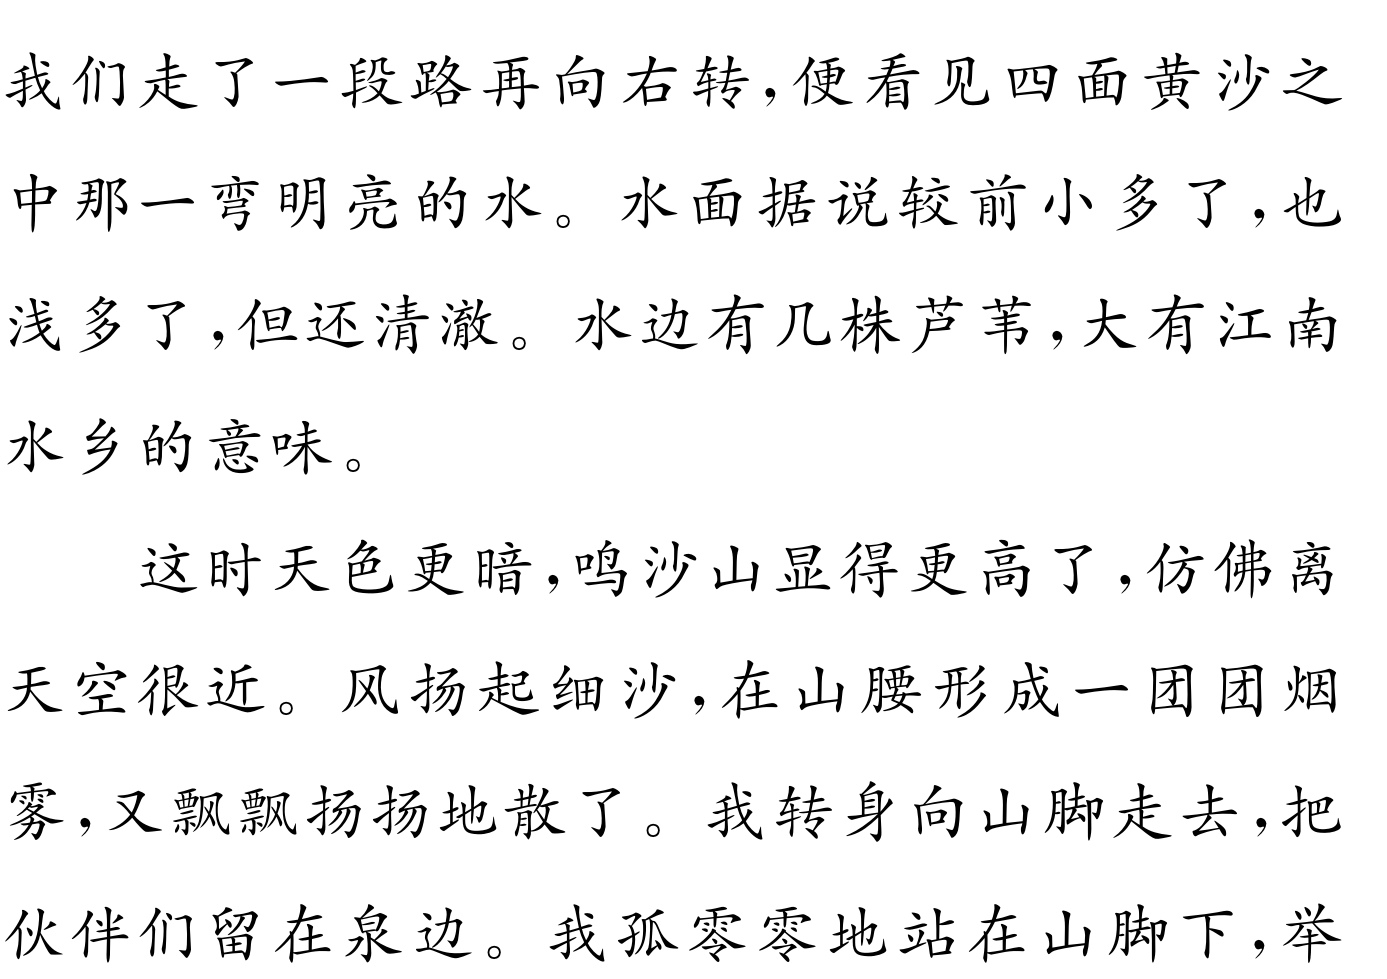 我们走了一段路再向右转，便看见四面黄沙之
中那一弯明亮的水。水面据说较前小多了，也
浅多了，但还清澈。水边有几株芦苇，大有江南
水乡的意味。
这时天色更暗，鸣沙山显得更高了，仿佛离
天空很近。风扬起细沙，在山腰形成一团团烟
雾，又飘飘扬扬地散了。我转身向山脚走去，把
伙伴们留在泉边。我孤零零地站在山脚下，举